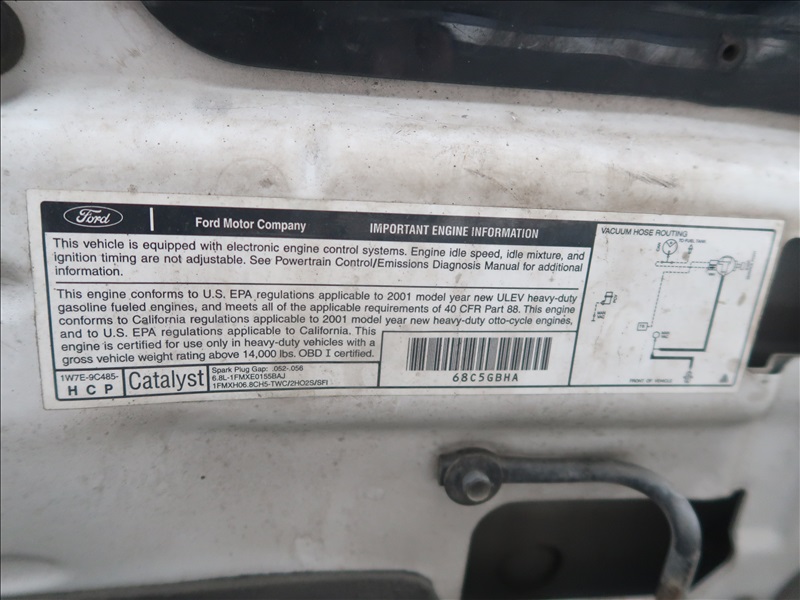 Ford
Ford Motor Company
IMPORTANT ENGINE INFORMATION
This vehicle is equipped with electronic engine control systems. Engine idle speed, idle mixture, and
ignition timing are not adjustable. See Powertrain Control/Emissions Diagnosis Manual for additional
information.
This engine conforms to U.S. EPA regulations applicable to 2001 model year new ULEV heavy-duty
gasoline fueled engines, and meets all of the applicable requirements of 40 CFR Part 88. This engine
conforms to California regulations applicable to 2001 model year new heavy-duty otto-cycle engines,
and to U.S. EPA regulations applicable to California. This
engine is certified for use only in heavy-duty vehicles with a
gross vehicle weight rating above 14,000 lbs. OBD I certified.
1W7E-9C485-
H C P
Catalyst
Spark Plug Gap: .052-.056
6.8L-1FMXE0155BAJ
1FMXH06.8CH5-TWC/2HO2S/SFI
68C5GBHA
VACUUM HOSE ROUTING
TO FUEL TANK
FRONT OF VEHICLE